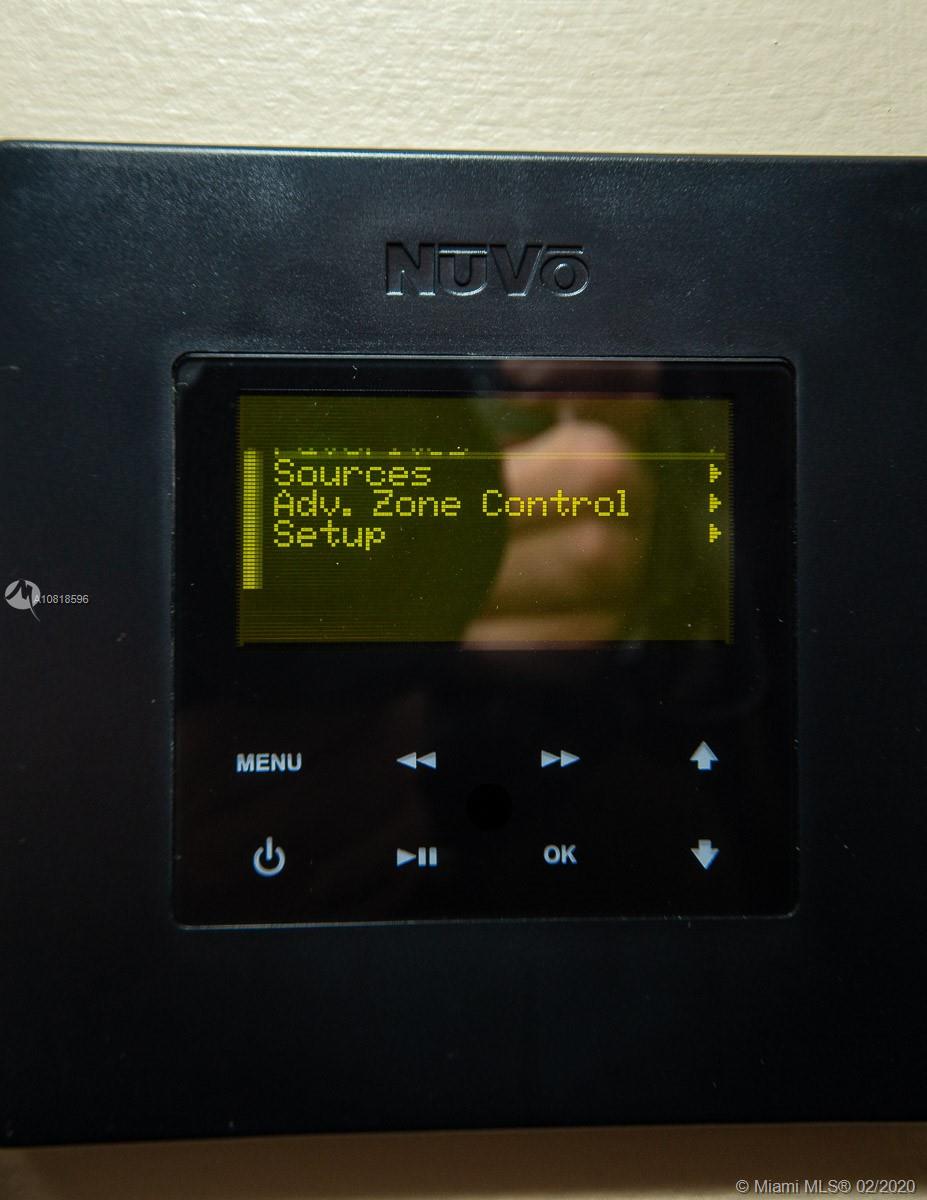 NUVO
Sources
Adv. Zone Control
Setup
MENU
OK
A10818596
© Miami MLS® 02/2020